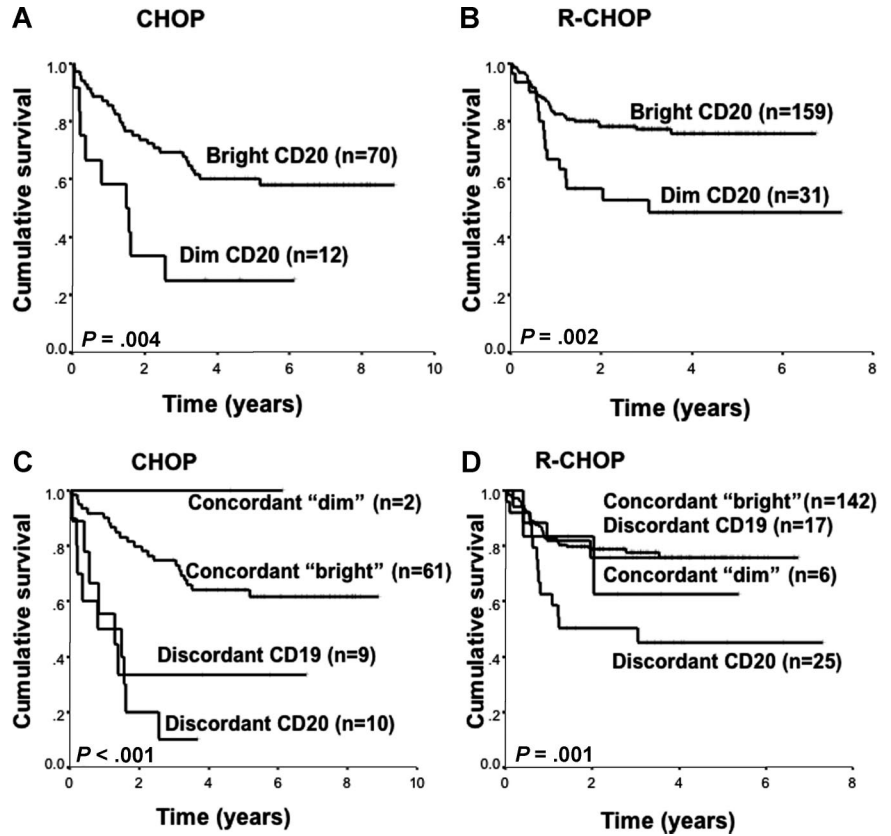 A
CHOP
Cumulative survival
1.0
.8
.6
.4
.2
0.0
Bright CD20 (n=70)
Dim CD20 (n=12)
P = .004
0 2 4 6 8 10
Time (years)
B
R-CHOP
Cumulative survival
1.0
.8
.6
.4
.2
0.0
Bright CD20 (n=159)
Dim CD20 (n=31)
P = .002
0 2 4 6 8
Time (years)
C
CHOP
Cumulative survival
1.0
.8
.6
.4
.2
0.0
Concordant “dim” (n=2)
Concordant “bright” (n=61)
Discordant CD19 (n=9)
Discordant CD20 (n=10)
P < .001
0 2 4 6 8 10
Time (years)
D
R-CHOP
Cumulative survival
1.0
.8
.6
.4
.2
0.0
Concordant “bright”(n=142)
Discordant CD19 (n=17)
Concordant “dim” (n=6)
Discordant CD20 (n=25)
P = .001
0 2 4 6 8
Time (years)